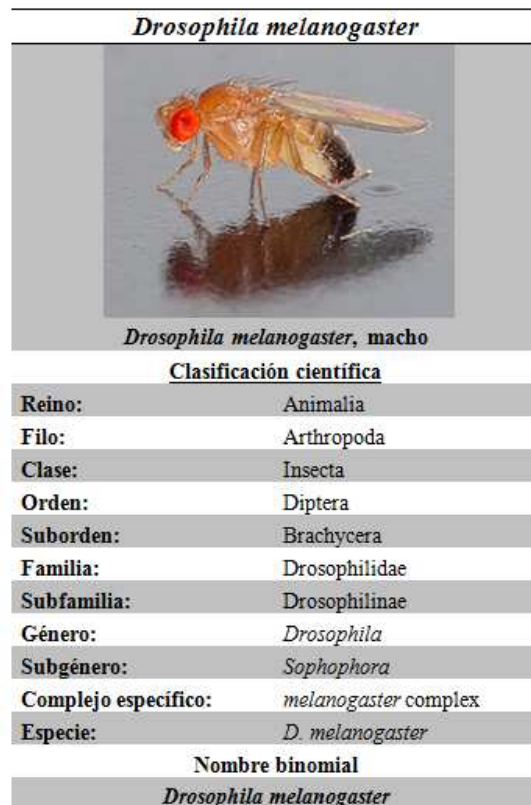 Drosophila melanogaster
Drosophila melanogaster, macho
Clasificación científica
Reino: Animalia
Filo: Arthropoda
Clase: Insecta
Orden: Diptera
Suborden: Brachycera
Familia: Drosophilidae
Subfamilia: Drosophilinae
Género: Drosophila
Subgénero: Sophophora
Complejo específico: melanogaster complex
Especie: D. melanogaster
Nombre binomial
Drosophila melanogaster